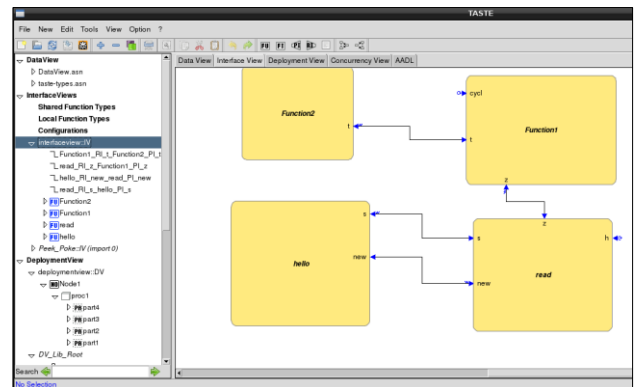 TASTE
File New Edit Tools View Option ?
DataView
DataView.asn
taste-types.asn
InterfaceViews
Shared Function Types
Local Function Types
Configurations
interfaceview::IV
Function1_RI_t_Function2_PI_t
read_RI_z_Function1_PI_z
hello_RI_new_read_PI_new
read_RI_s_hello_PI_s
Function2
Function1
read
hello
Peek_Poke::IV (import 0)
DeploymentView
deploymentview::DV
Node1
proc1
part4
part3
part2
part1
DV_Lib_Root
Search
No Selection
Data View Interface View Deployment View Concurrency View AADL
Function2
t
cycl
Function1
t
z
s
hello
new
z
s
h
read
new